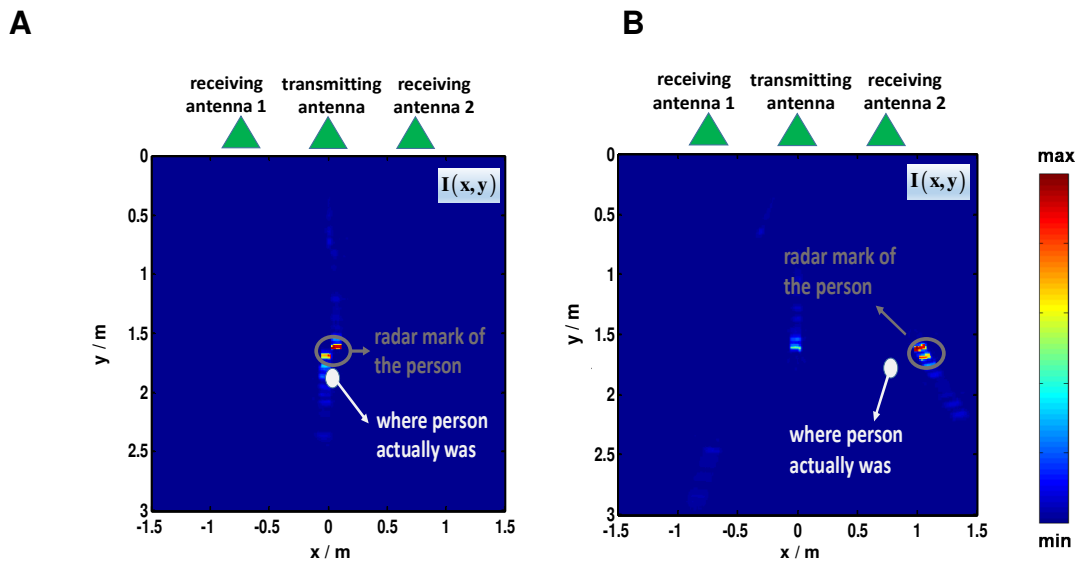 A
B
receiving
antenna 1
transmitting
antenna
receiving
antenna 2
0
0.5
1
1.5
2
2.5
3
y / m
I(x,y)
radar mark of
the person
where person
actually was
-1.5
-1
-0.5
0
0.5
1
1.5
x / m
receiving
antenna 1
transmitting
antenna
receiving
antenna 2
0
0.5
1
1.5
2
2.5
3
y / m
I(x,y)
radar mark of
the person
where person
actually was
-1.5
-1
-0.5
0
0.5
1
1.5
x / m
max
min